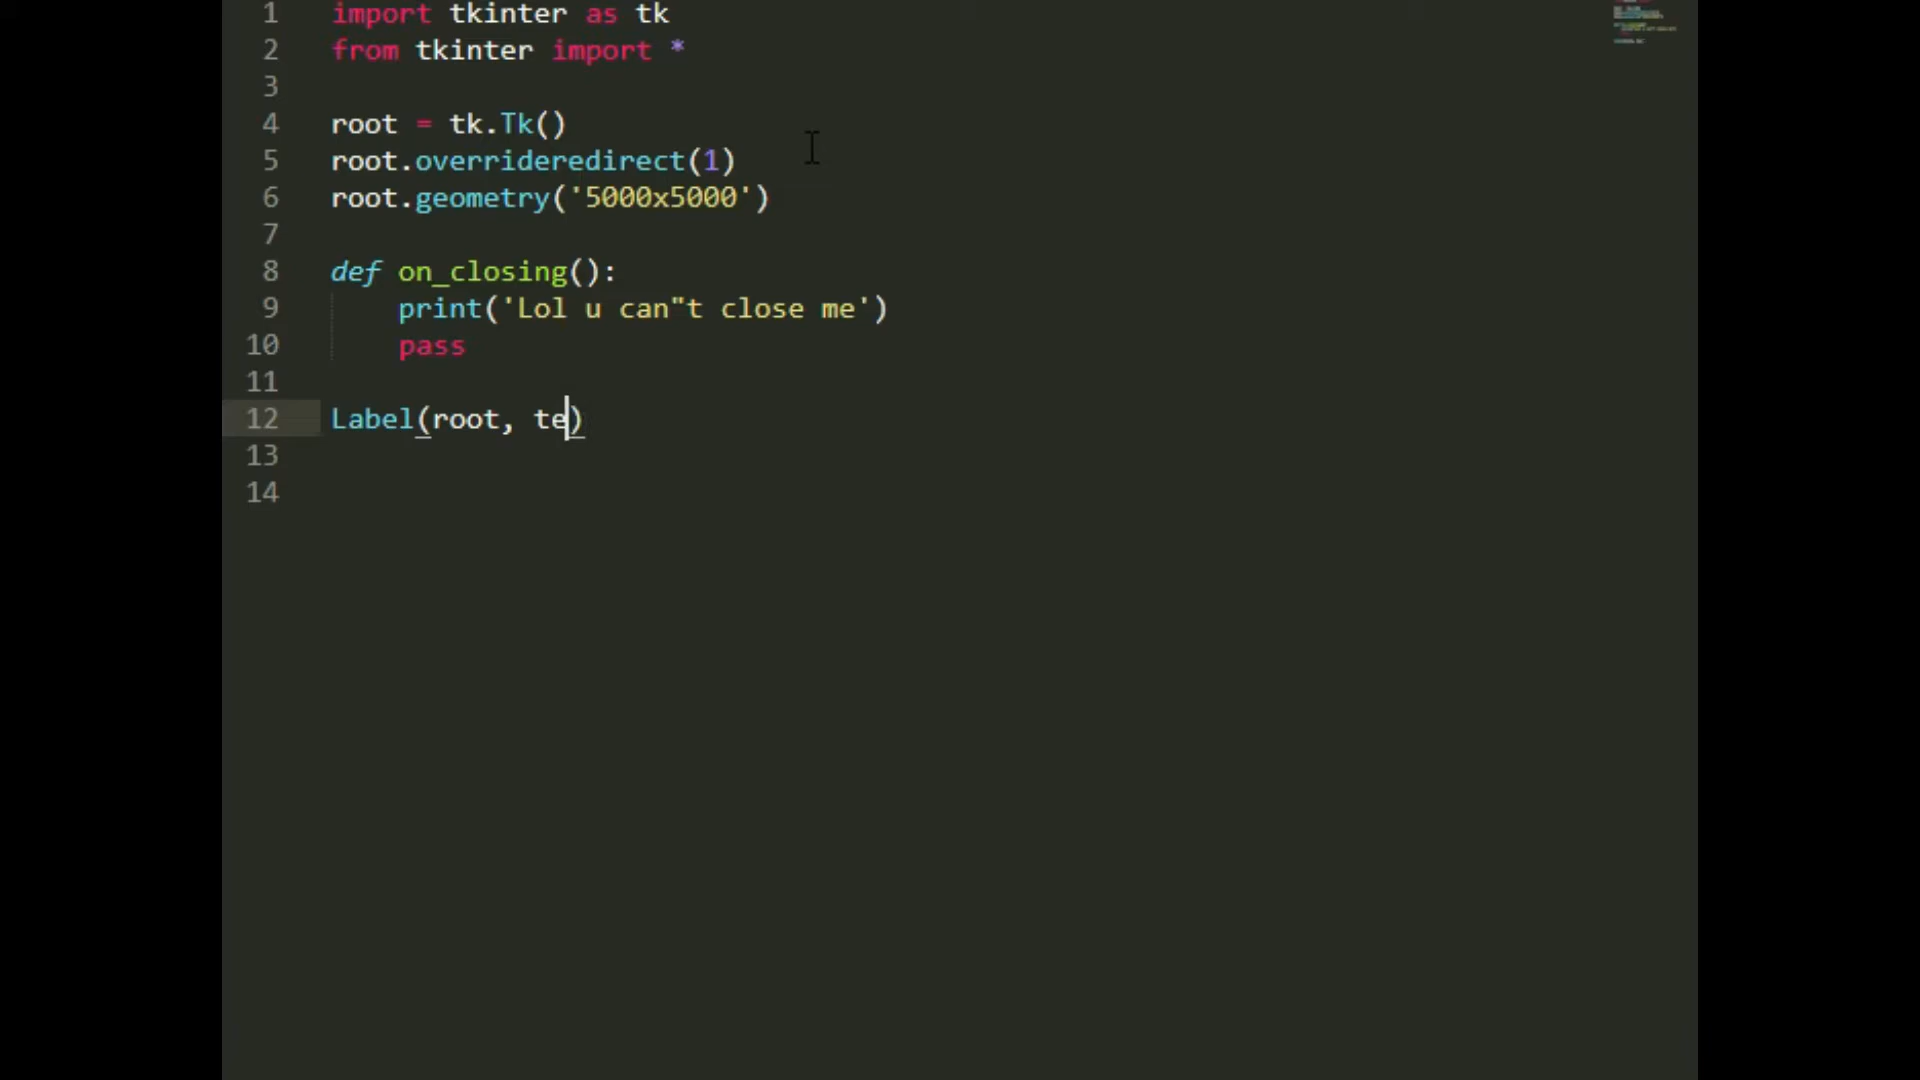 1 import tkinter as tk
2 from tkinter import *
3
4 root = tk.Tk()
5 root.overrideredirect(1)
6 root.geometry('5000x5000')
7
8 def on_closing():
9 print('Lol u can"t close me')
10 pass
11
12 Label(root, te)
13
14